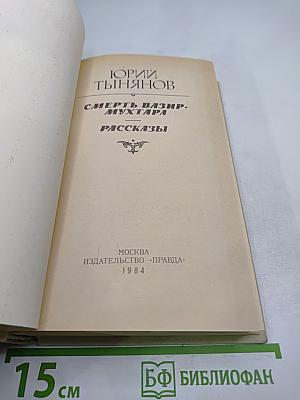 ЮРИЙ
ТЫНЯНОВ
СМЕРТЬ ВАЗИР-
МУХТАРА
РАССКАЗЫ
МОСКВА
ИЗДАТЕЛЬСТВО «ПРАВДА»
1984
15 см
БФ БИБЛИОФАН